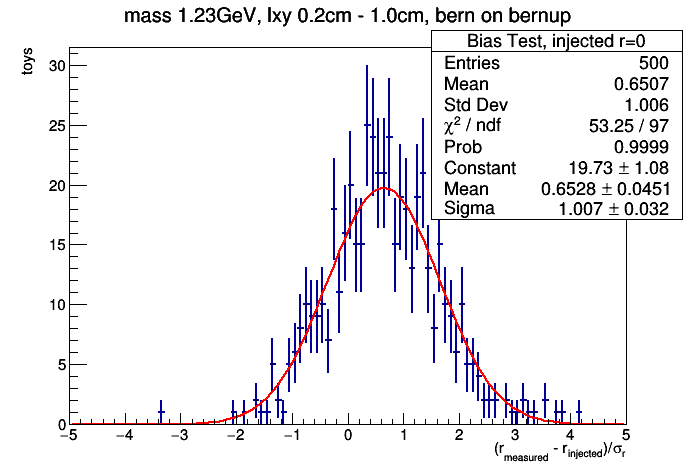 mass 1.23GeV, lxy 0.2cm - 1.0cm, bern on bernup
Bias Test, injected r=0
Entries 500
Mean 0.6507
Std Dev 1.006
χ² / ndf 53.25 / 97
Prob 0.9999
Constant 19.73 ± 1.08
Mean 0.6528 ± 0.0451
Sigma 1.007 ± 0.032
toys
30
25
20
15
10
5
0
−5 −4 −3 −2 −1 0 1 2 3 4 5
(r_measured - r_injected)/σ_r